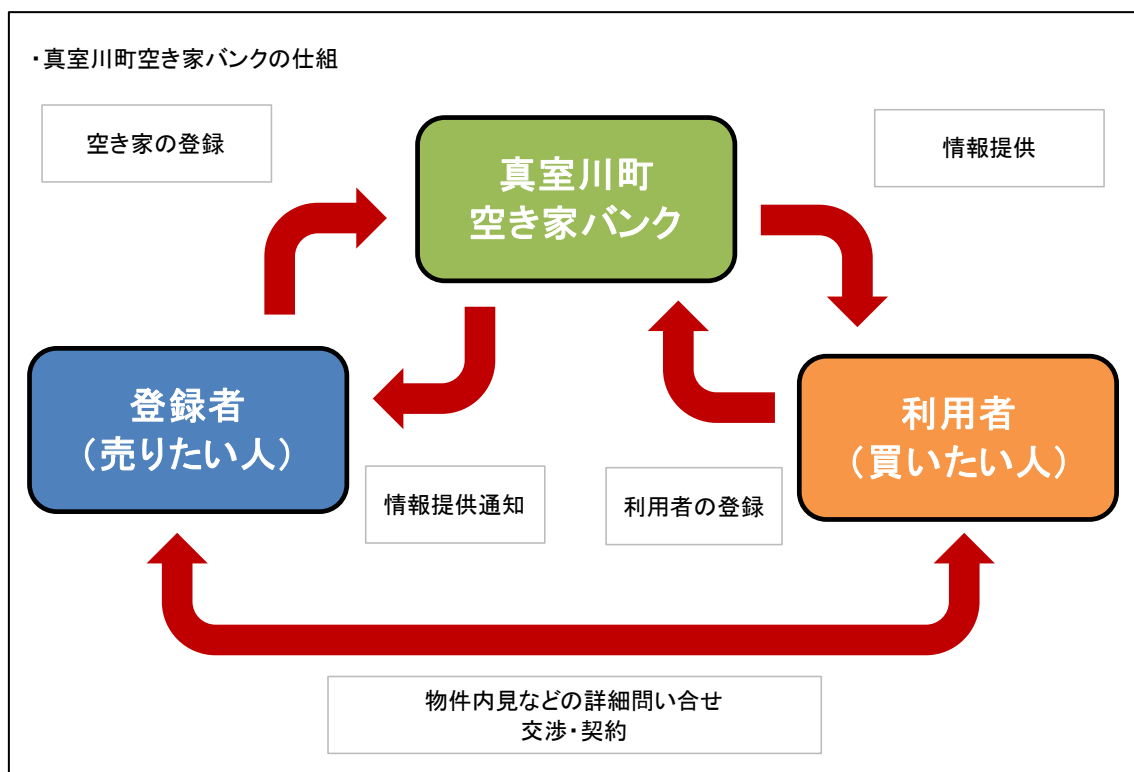 ・真室川町空き家バンクの仕組
空き家の登録
真室川町
空き家バンク
情報提供
登録者
（売りたい人）
利用者
（買いたい人）
情報提供通知
利用者の登録
物件内見などの詳細問い合せ
交渉・契約